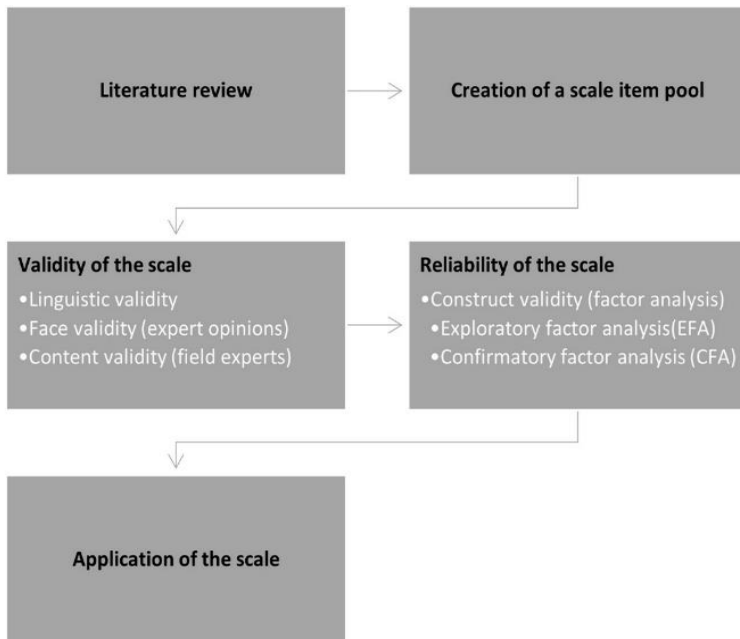 Literature review
Creation of a scale item pool
Validity of the scale
•Linguistic validity
•Face validity (expert opinions)
•Content validity (field experts)
Reliability of the scale
•Construct validity (factor analysis)
•Exploratory factor analysis(EFA)
•Confirmatory factor analysis (CFA)
Application of the scale